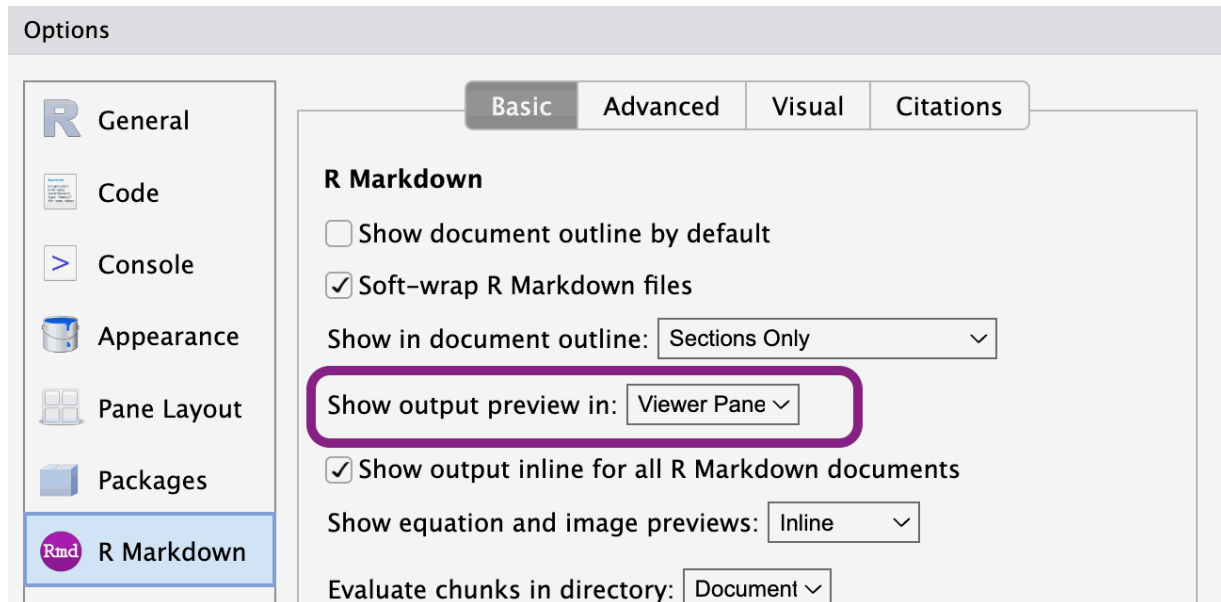 Options
General
Code
>
Console
Appearance
Pane Layout
Packages
Rmd
R Markdown
Basic
Advanced
Visual
Citations
R Markdown
Show document outline by default
Soft-wrap R Markdown files
Show in document outline: Sections Only
Show output preview in: Viewer Pane
Show output inline for all R Markdown documents
Show equation and image previews: Inline
Evaluate chunks in directory: Document